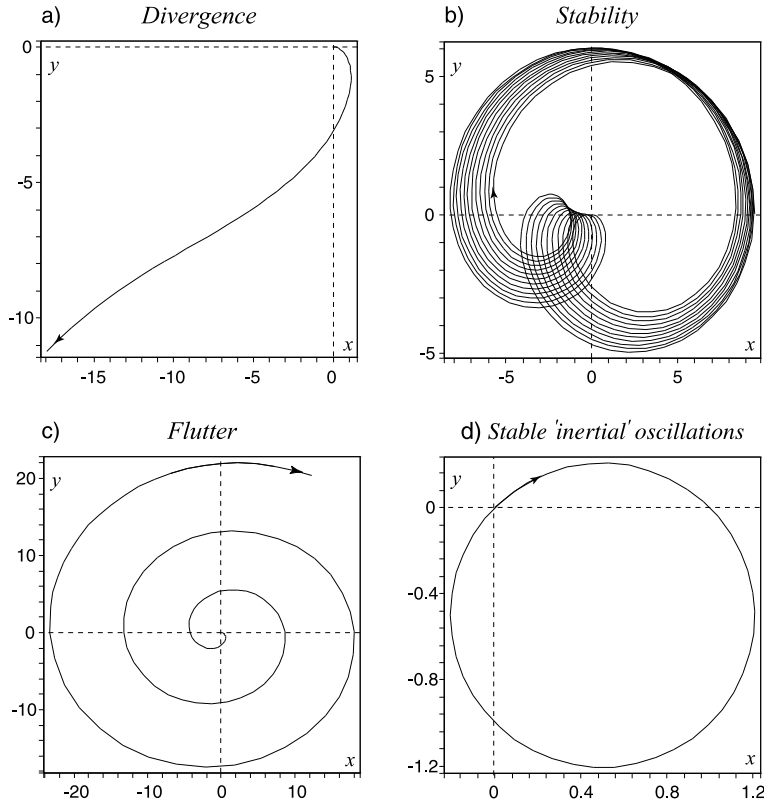 a) Divergence
y
0
-5
-10
x
-15 -10 -5 0
b) Stability
y
5
0
-5
x
-5 0 5
c) Flutter
y
20
10
0
-10
x
-20 -10 0 10
d) Stable 'inertial' oscillations
y
0
-0.4
-0.8
-1.2
x
0 0.4 0.8 1.2